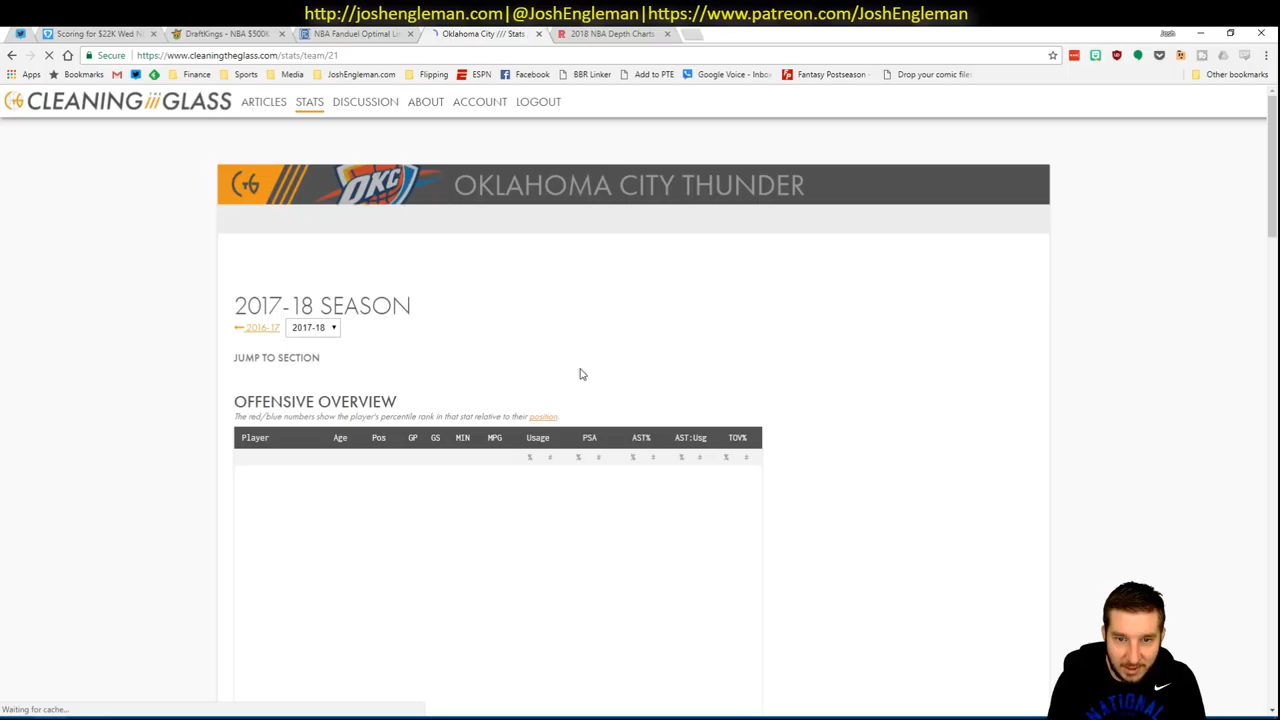 http://joshengleman.com|@JoshEngleman|https://www.patreon.com/JoshEngleman
Scoring for $22K Wed N
DraftKings - NBA $500K
NBA Fanduel Optimal Li
Oklahoma City /// Stats
2018 NBA Depth Charts
Josh
Secure
https://www.cleaningtheglass.com/stats/team/21
Apps
Bookmarks
Finance
Sports
Media
JoshEngleman.com
Flipping
ESPN
Facebook
BBR Linker
Add to PTE
Google Voice - Inbo
Fantasy Postseason -
Drop your comic file
Other bookmarks
CLEANING THE GLASS
ARTICLES
STATS
DISCUSSION
ABOUT
ACCOUNT
LOGOUT
CTG
OKC
OKLAHOMA CITY THUNDER
2017-18 SEASON
2016-17
2017-18
JUMP TO SECTION
OFFENSIVE OVERVIEW
The red/blue numbers show the player's percentile rank in that stat relative to their position.
Player Age Pos GP GS MIN MPG Usage PSA AST% AST:Usg TOV%
% # % # % # % # % #
NATIONAL
Waiting for cache...